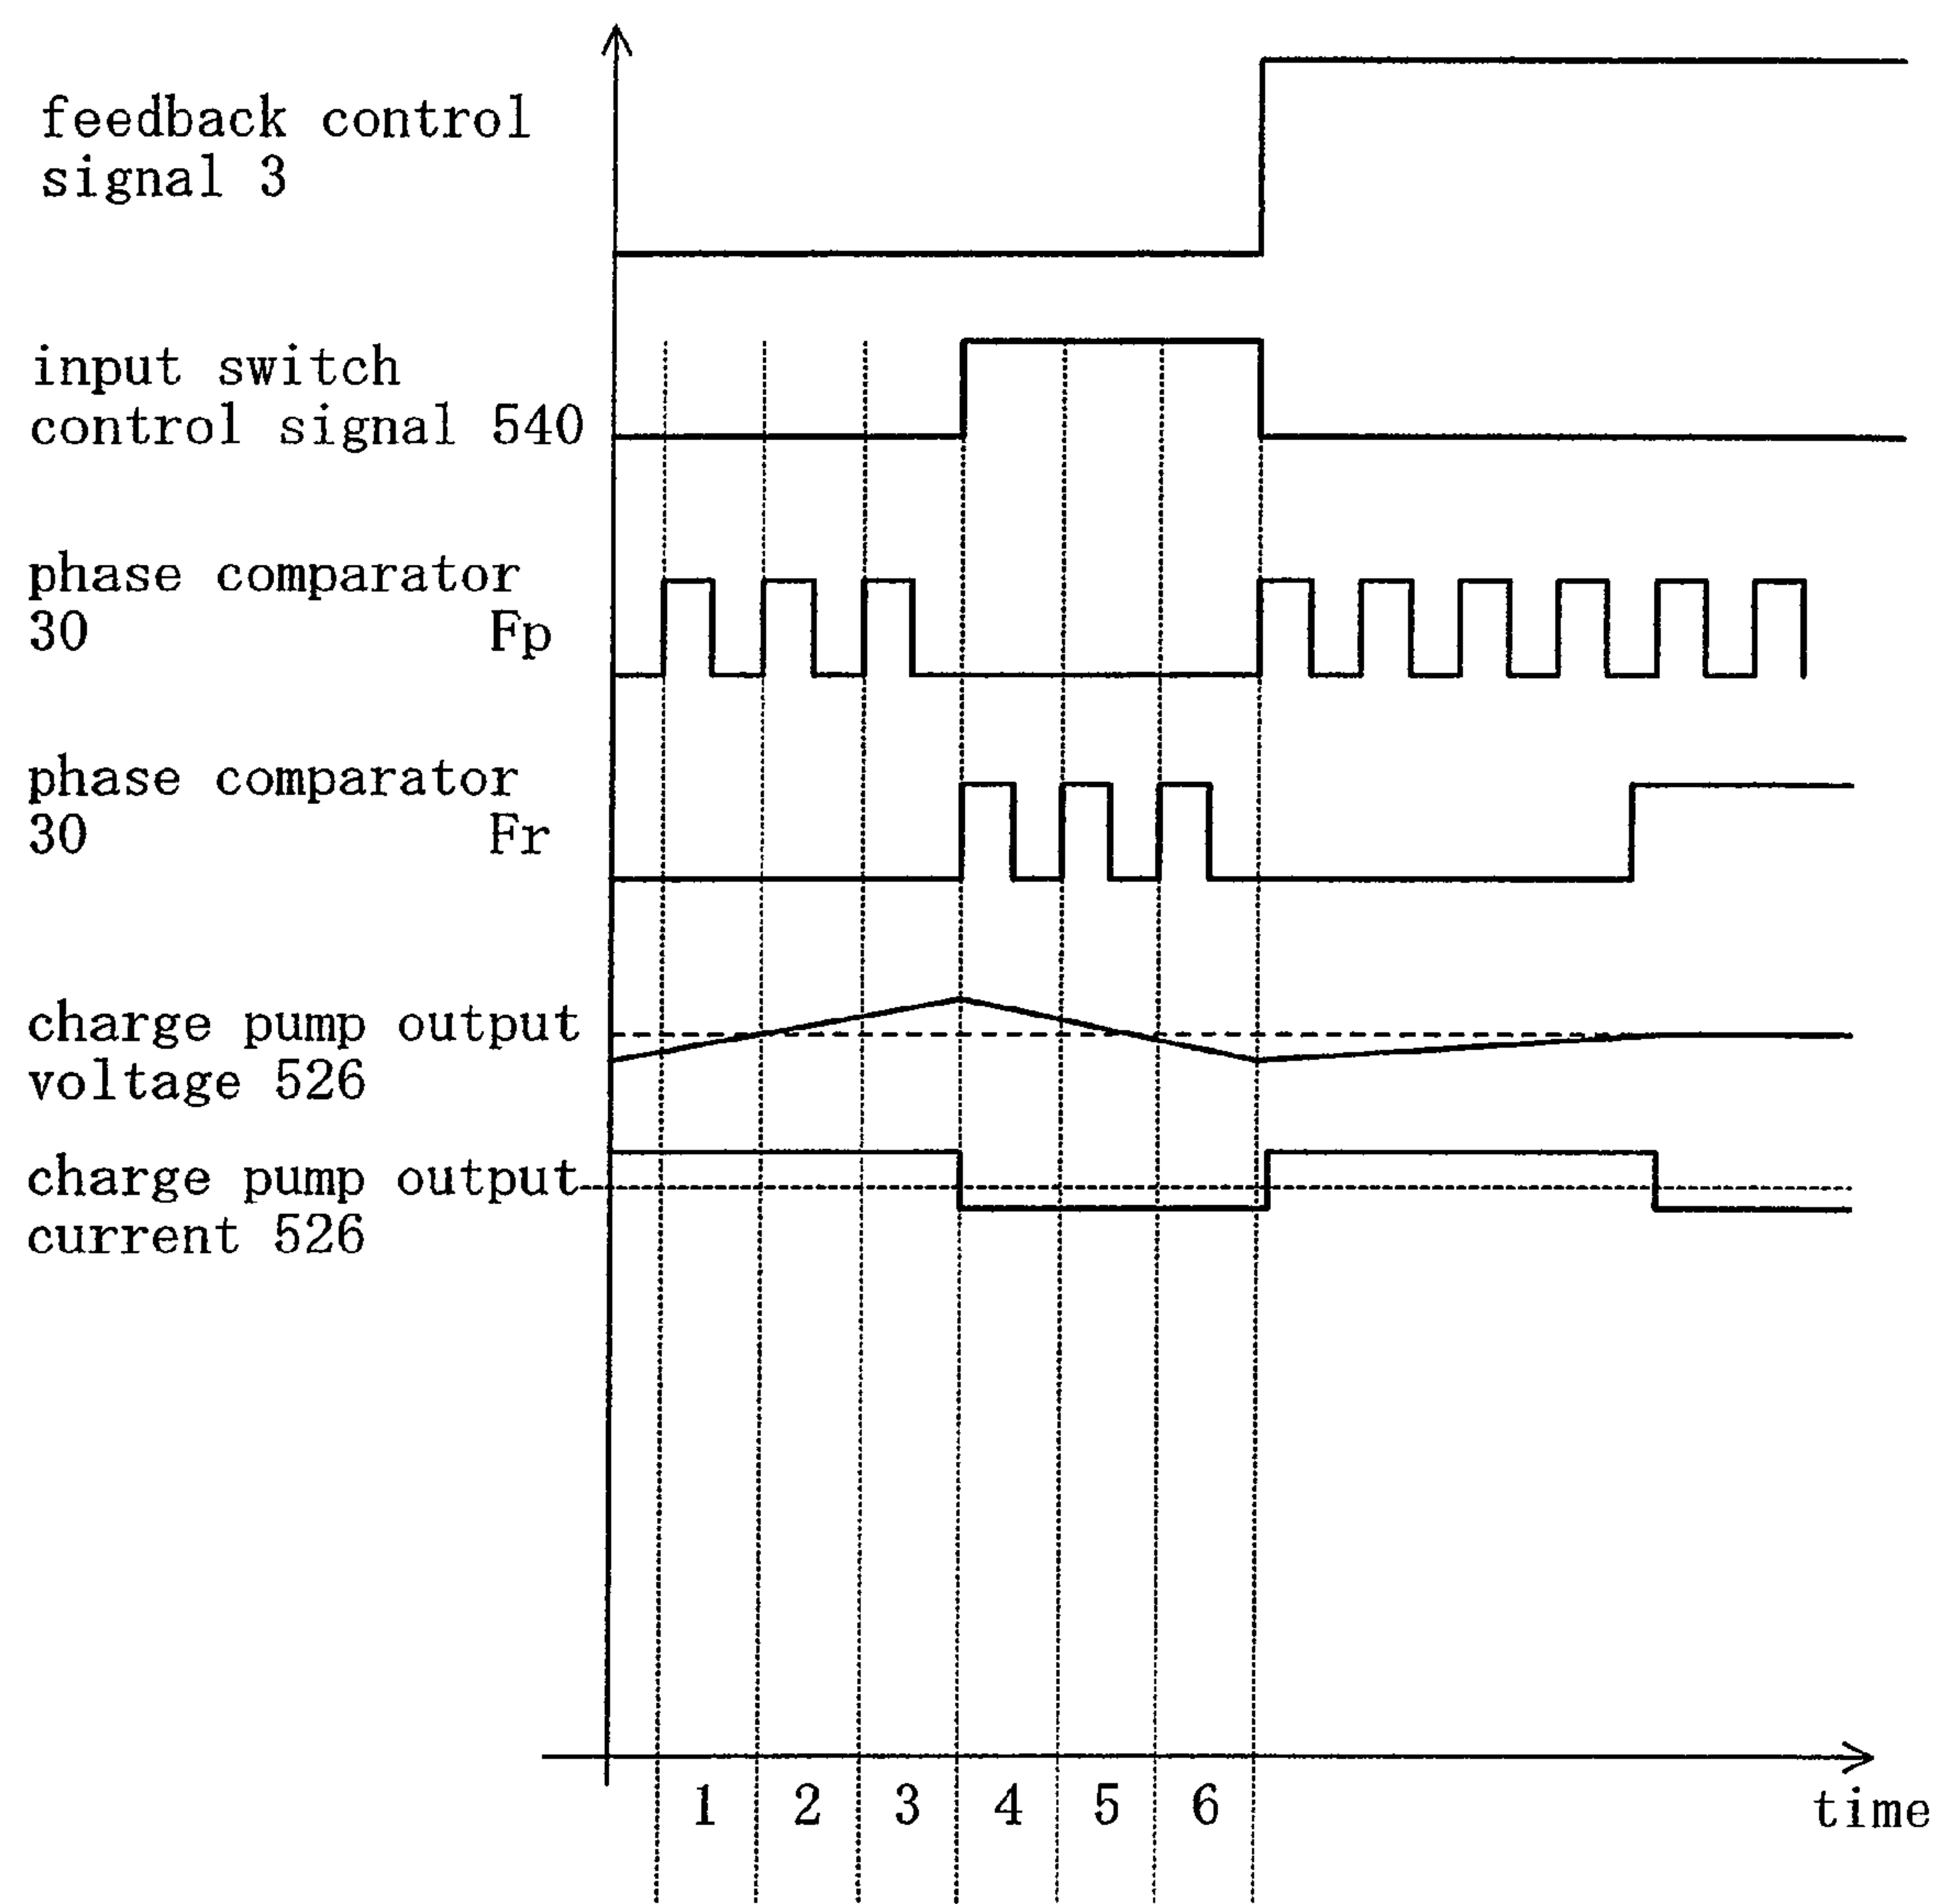 feedback control
signal 3
input switch
control signal 540
phase comparator
30 Fp
phase comparator
30 Fr
charge pump output
voltage 526
charge pump output
current 526
1 2 3 4 5 6
time